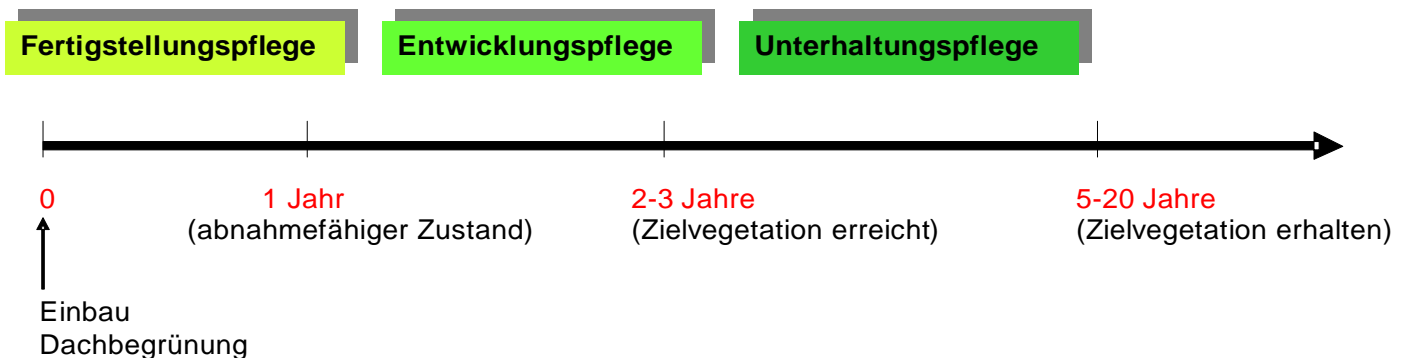 Fertigstellungspflege Entwicklungspflege Unterhaltungspflege
0 1 Jahr 2-3 Jahre 5-20 Jahre
(abnahmefähiger Zustand) (Zielvegetation erreicht) (Zielvegetation erhalten)
Einbau
Dachbegrünung